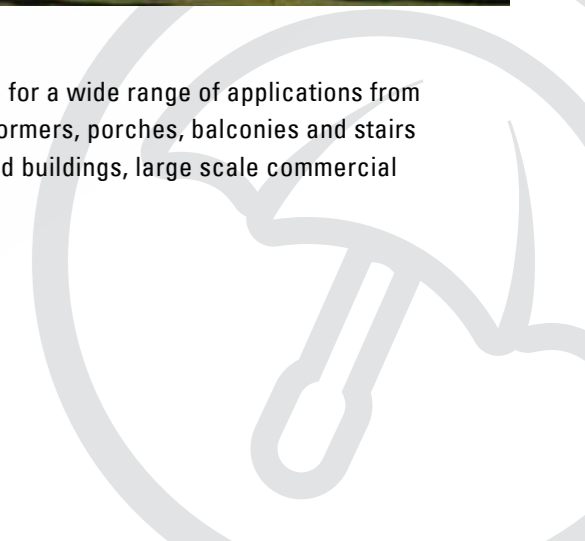 for a wide range of applications from
ormers, porches, balconies and stairs
d buildings, large scale commercial